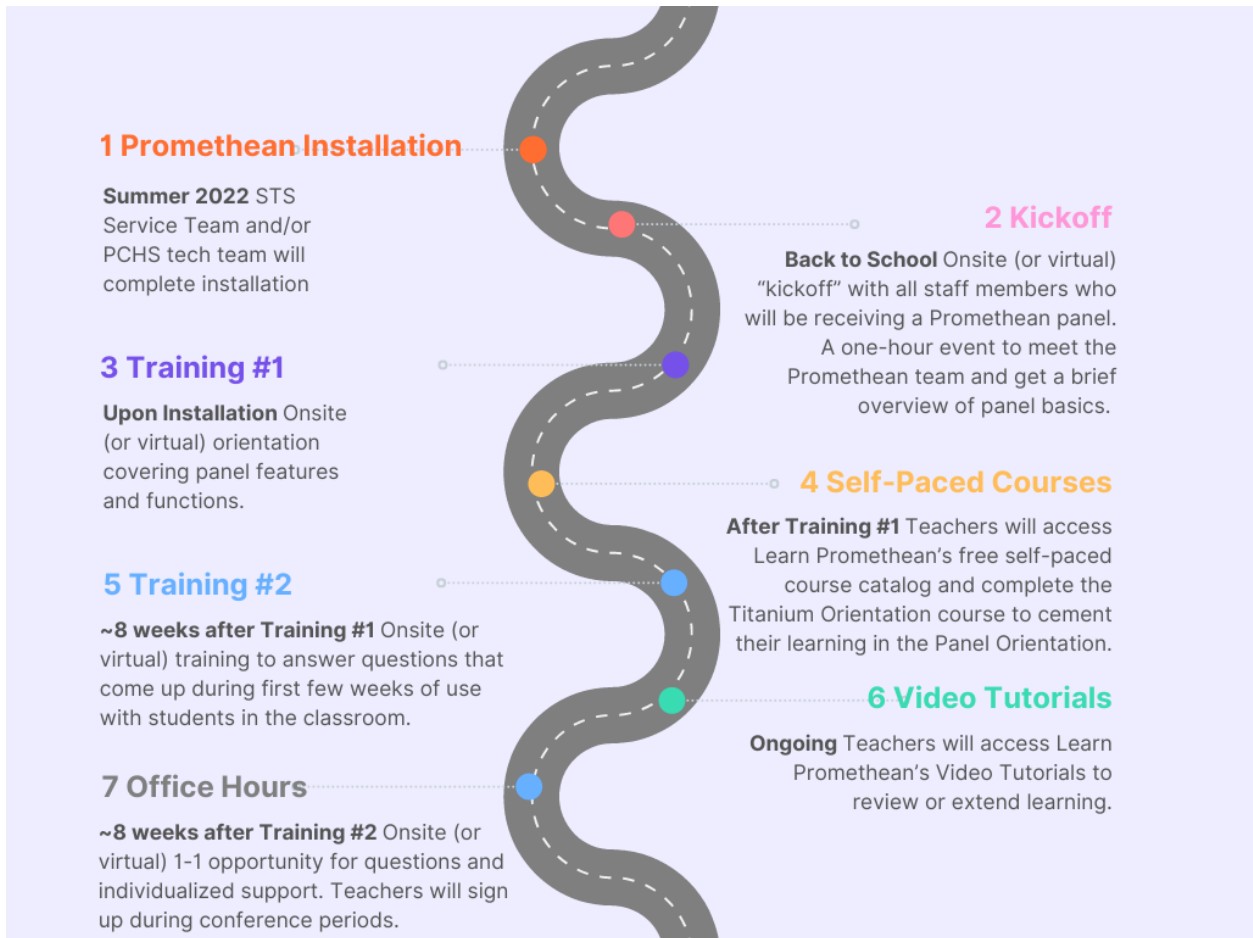 1 Promethean Installation
Summer 2022 STS
Service Team and/or
PCHS tech team will
complete installation
2 Kickoff
Back to School Onsite (or virtual)
“kickoff” with all staff members who
will be receiving a Promethean panel.
A one-hour event to meet the
Promethean team and get a brief
overview of panel basics.
3 Training #1
Upon Installation Onsite
(or virtual) orientation
covering panel features
and functions.
4 Self-Paced Courses
After Training #1 Teachers will access
Learn Promethean’s free self-paced
course catalog and complete the
Titanium Orientation course to cement
their learning in the Panel Orientation.
5 Training #2
~8 weeks after Training #1 Onsite (or
virtual) training to answer questions that
come up during first few weeks of use
with students in the classroom.
6 Video Tutorials
Ongoing Teachers will access Learn
Promethean’s Video Tutorials to
review or extend learning.
7 Office Hours
~8 weeks after Training #2 Onsite (or
virtual) 1-1 opportunity for questions and
individualized support. Teachers will sign
up during conference periods.